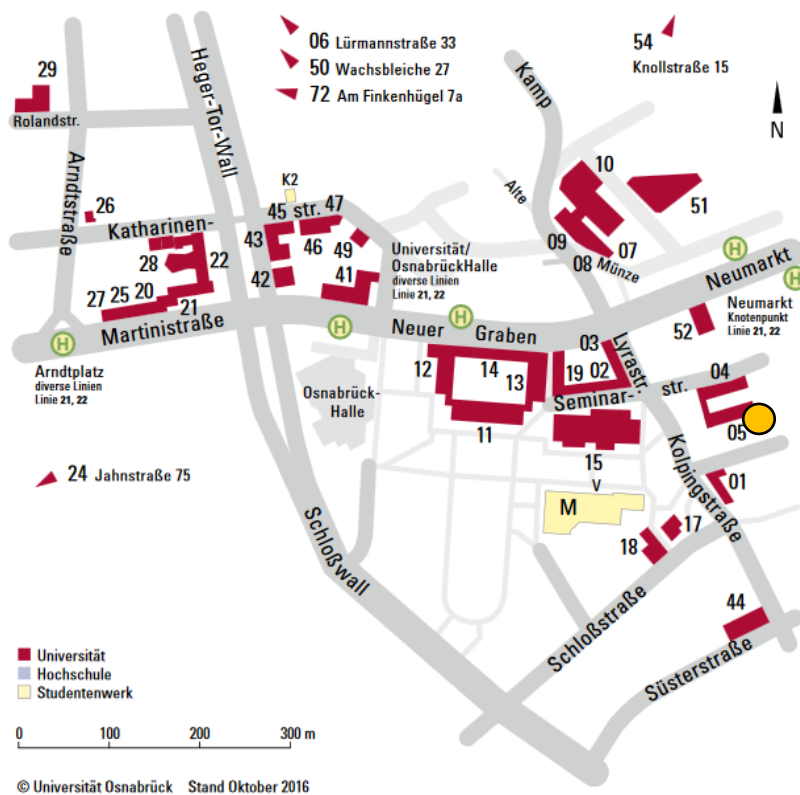 06 Lürmannstraße 33
50 Wachsbleiche 27
72 Am Finkenhügel 7a
54
Knollstraße 15
N
29
Rolandstr.
Heger-Tor-Wall
Kamp
Arndtstraße
26
Katharinen-
K2
45 str. 47
43
46
49
42
41
28
22
27 25 20
21
Martinistraße
Universität/
OsnabrückHalle
diverse Linien
Linie 21, 22
Alte
Münze
10
51
09
08
07
H
Neumarkt
H
Neumarkt
Knotenpunkt
Linie 21, 22
52
H
Arndtplatz
diverse Linien
Linie 21, 22
H
H
Neuer Graben
Osnabrück-
Halle
12
14
13
11
03
19 02
Lyrastr.
Seminar- str.
04
05
15
V
M
Kolpingstraße
01
17
18
24 Jahnstraße 75
Schloßwall
Schloßstraße
44
Süsterstraße
Universität
Hochschule
Studentenwerk
0 100 200 300 m
© Universität Osnabrück Stand Oktober 2016